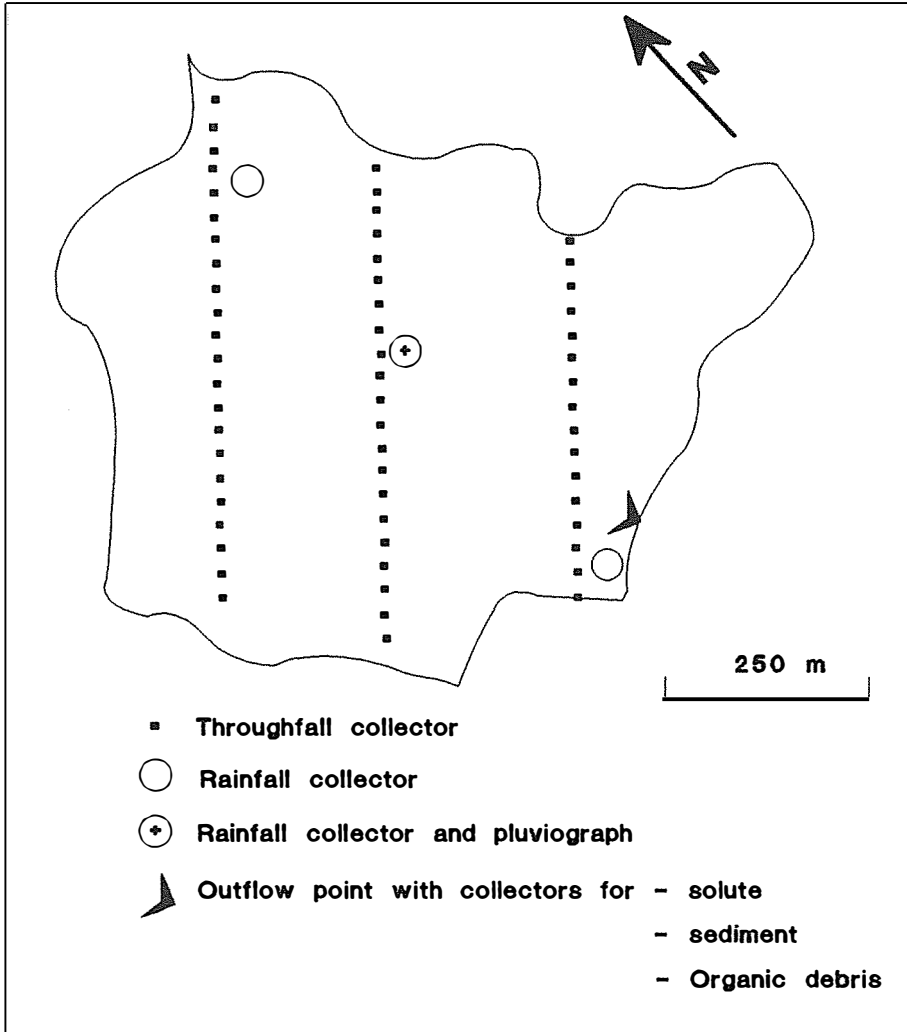 N
250 m
Throughfall collector
Rainfall collector
Rainfall collector and pluviograph
Outflow point with collectors for - solute
- sediment
- Organic debris